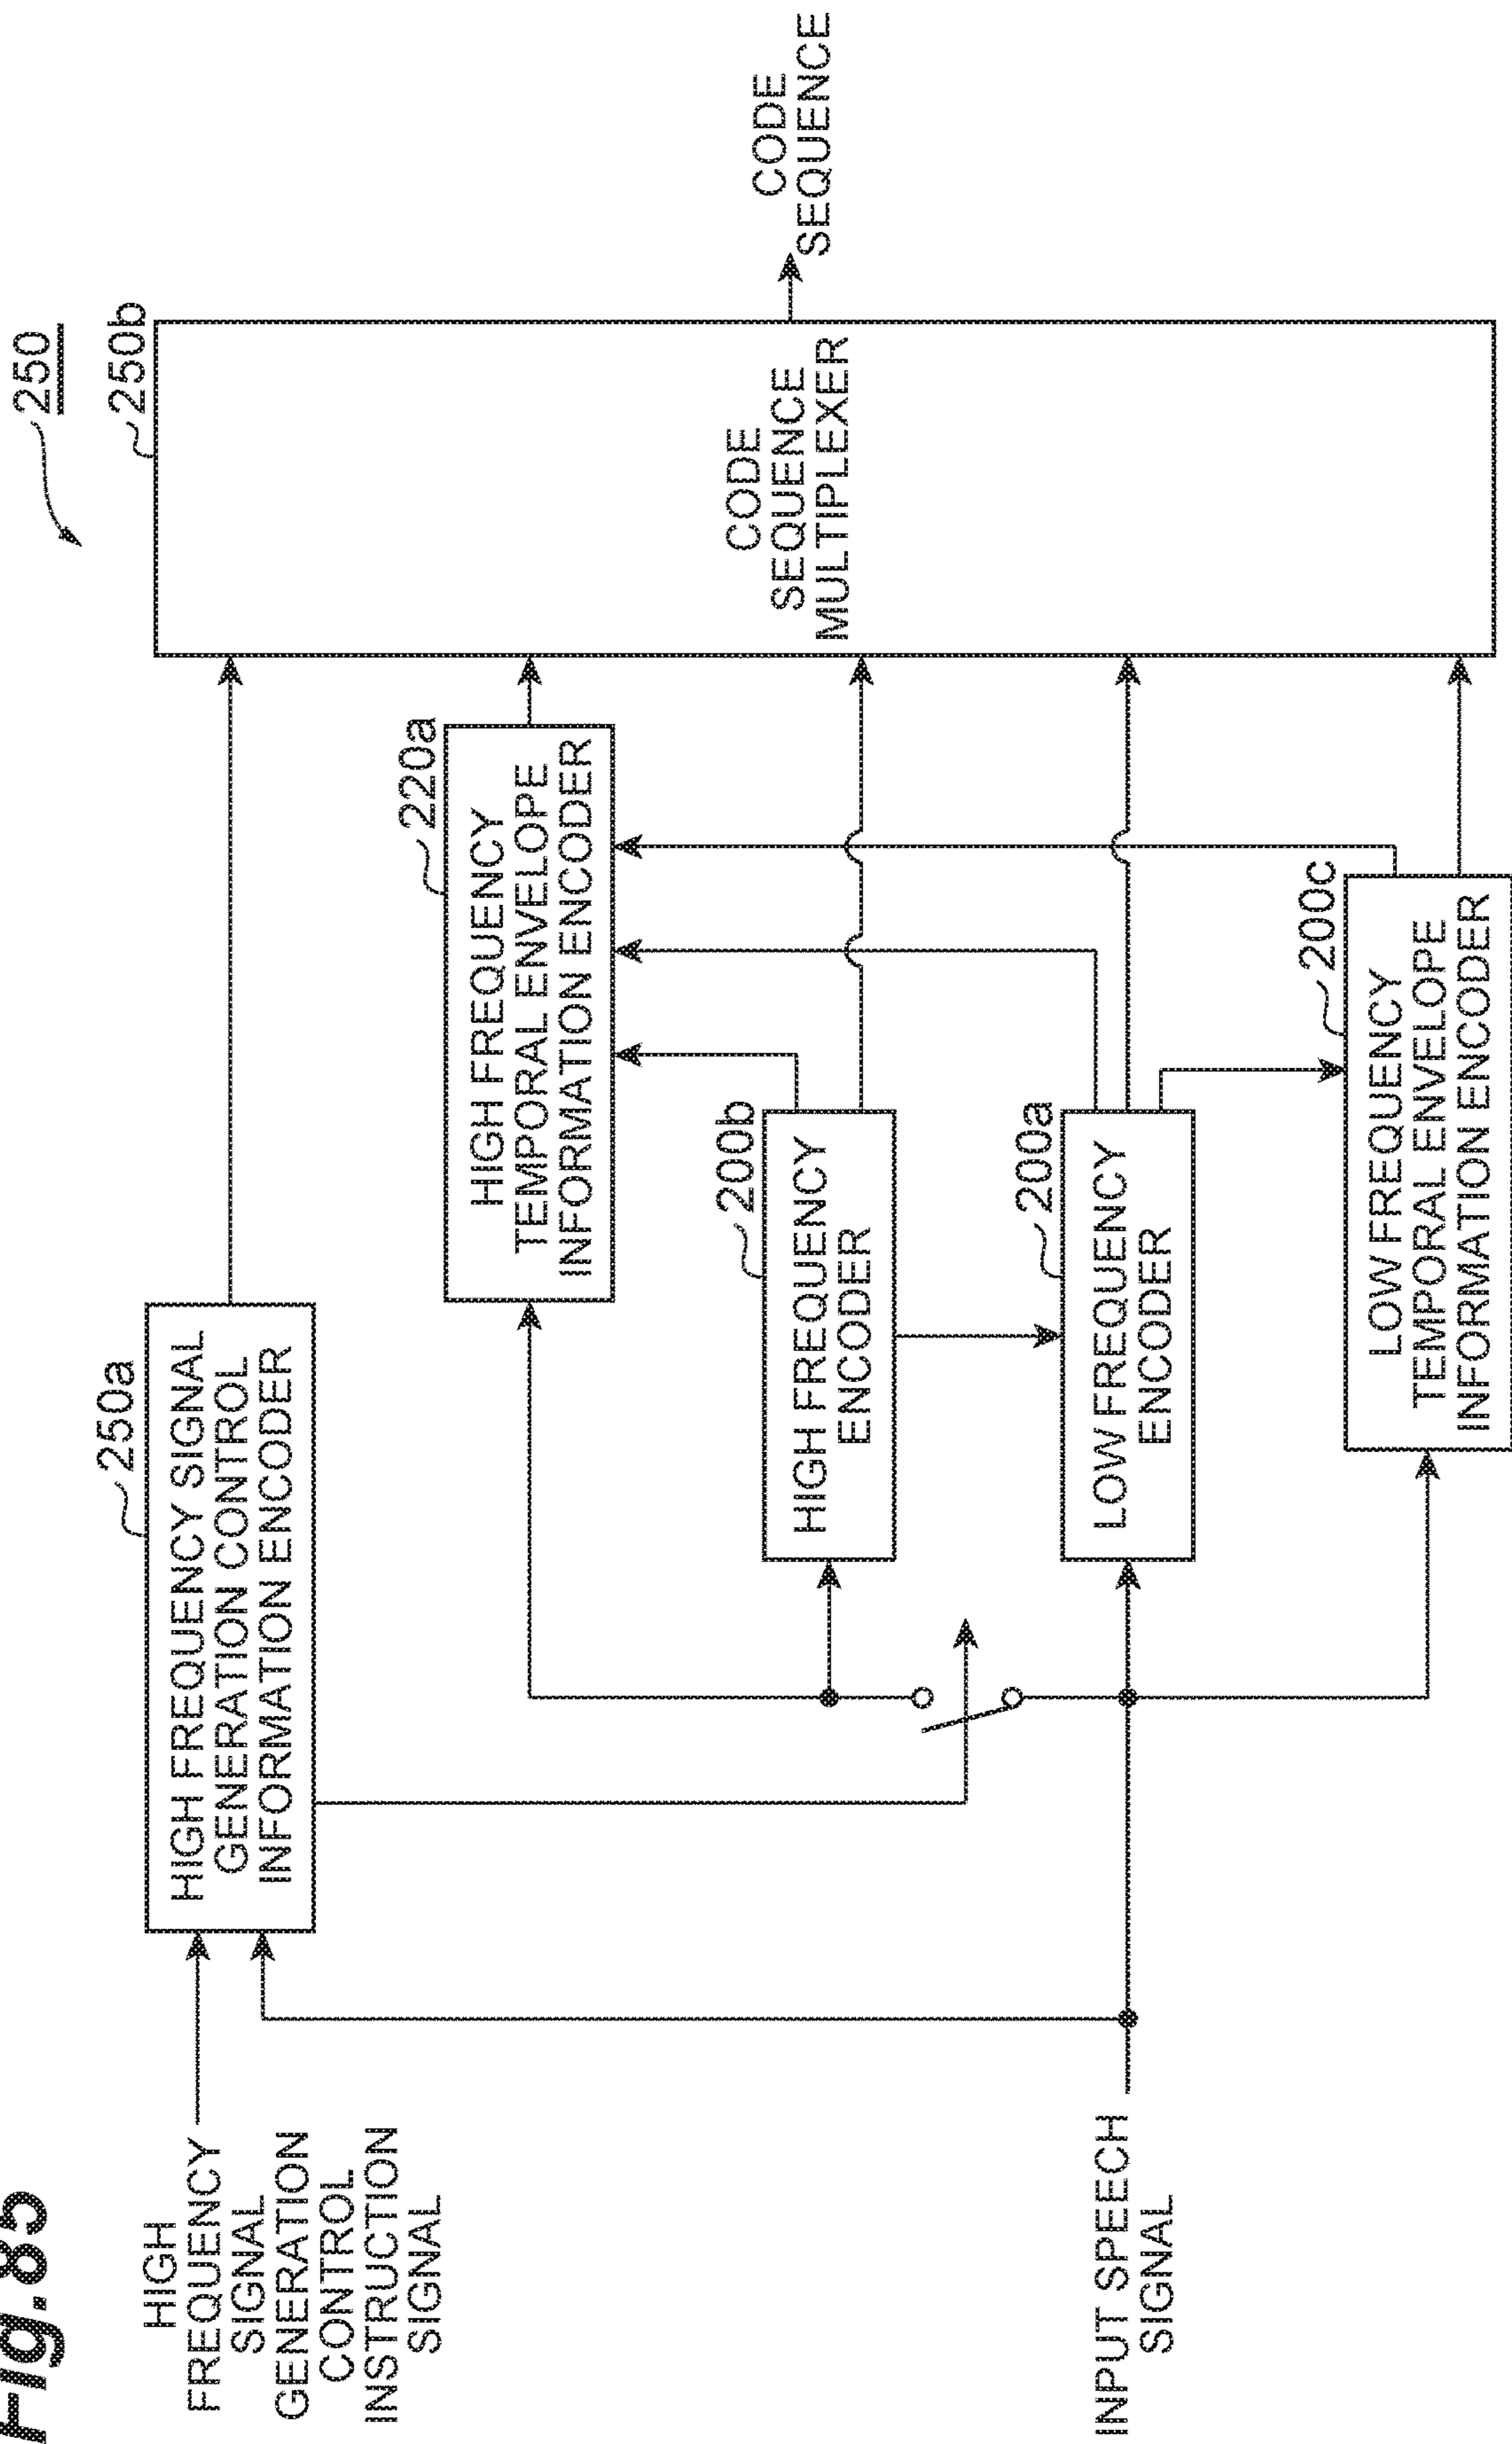 Fig.85
250
HIGH
FREQUENCY
SIGNAL
GENERATION
CONTROL
INSTRUCTION
SIGNAL
250a
HIGH FREQUENCY SIGNAL
GENERATION CONTROL
INFORMATION ENCODER
250b
CODE
SEQUENCE
MULTIPLEXER
CODE
SEQUENCE
220a
HIGH FREQUENCY
TEMPORAL ENVELOPE
INFORMATION ENCODER
200b
HIGH FREQUENCY
ENCODER
INPUT SPEECH
SIGNAL
200a
LOW FREQUENCY
ENCODER
200c
LOW FREQUENCY
TEMPORAL ENVELOPE
INFORMATION ENCODER